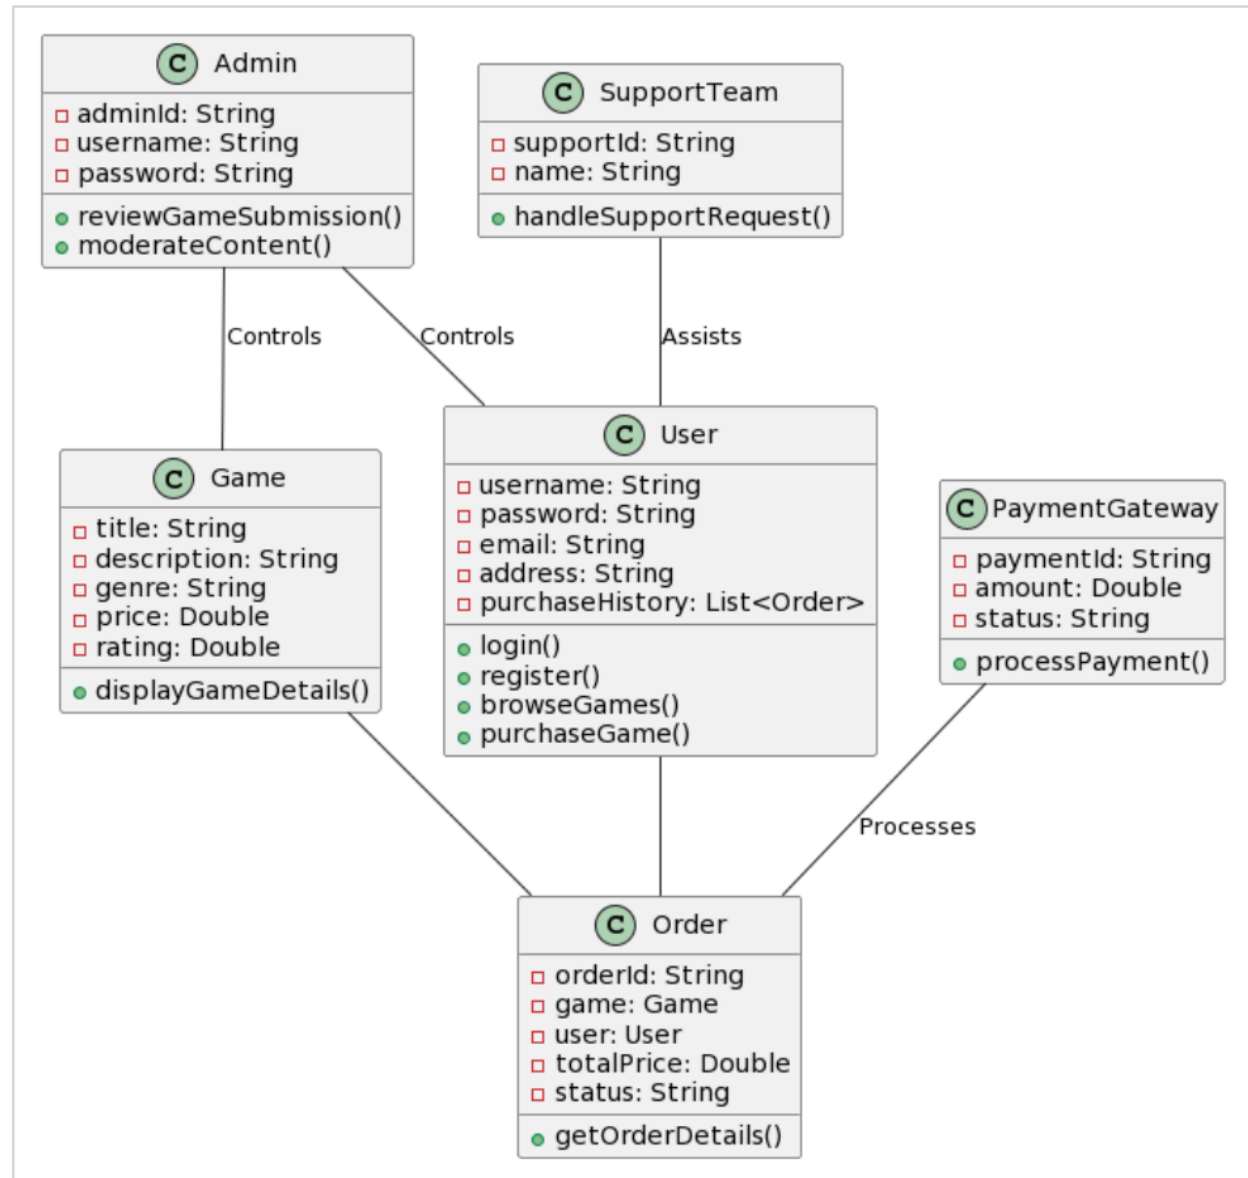 C Admin
adminId: String
username: String
password: String
reviewGameSubmission()
moderateContent()
C SupportTeam
supportId: String
name: String
handleSupportRequest()
Controls
Controls
Assists
C Game
title: String
description: String
genre: String
price: Double
rating: Double
displayGameDetails()
C User
username: String
password: String
email: String
address: String
purchaseHistory: List<Order>
login()
register()
browseGames()
purchaseGame()
C PaymentGateway
paymentId: String
amount: Double
status: String
processPayment()
Processes
C Order
orderId: String
game: Game
user: User
totalPrice: Double
status: String
getOrderDetails()